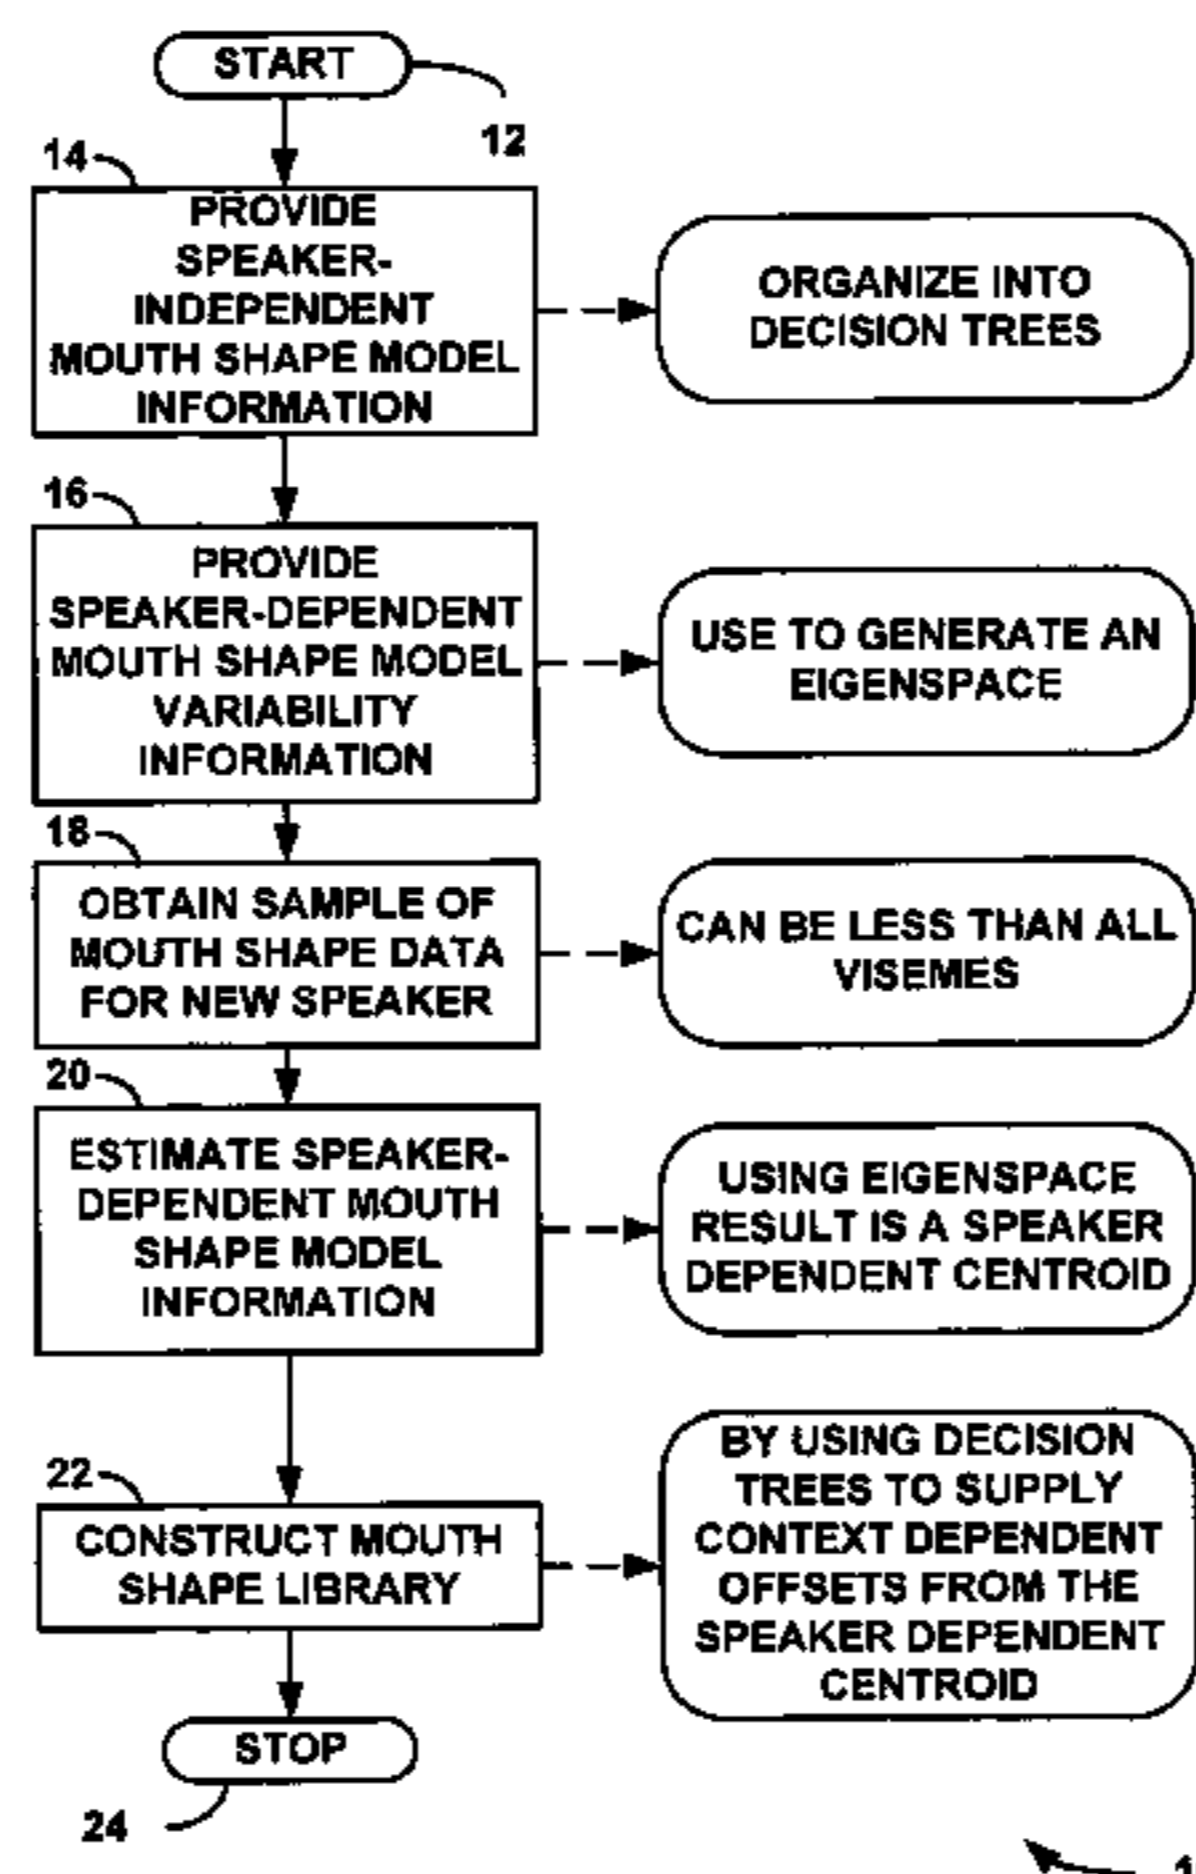 START
12
14
PROVIDE
SPEAKER-
INDEPENDENT
MOUTH SHAPE MODEL
INFORMATION
ORGANIZE INTO
DECISION TREES
16
PROVIDE
SPEAKER-DEPENDENT
MOUTH SHAPE MODEL
VARIABILITY
INFORMATION
USE TO GENERATE AN
EIGENSPACE
18
OBTAIN SAMPLE OF
MOUTH SHAPE DATA
FOR NEW SPEAKER
CAN BE LESS THAN ALL
VISEMES
20
ESTIMATE SPEAKER-
DEPENDENT MOUTH
SHAPE MODEL
INFORMATION
USING EIGENSPACE
RESULT IS A SPEAKER
DEPENDENT CENTROID
22
CONSTRUCT MOUTH
SHAPE LIBRARY
BY USING DECISION
TREES TO SUPPLY
CONTEXT DEPENDENT
OFFSETS FROM THE
SPEAKER DEPENDENT
CENTROID
STOP
24